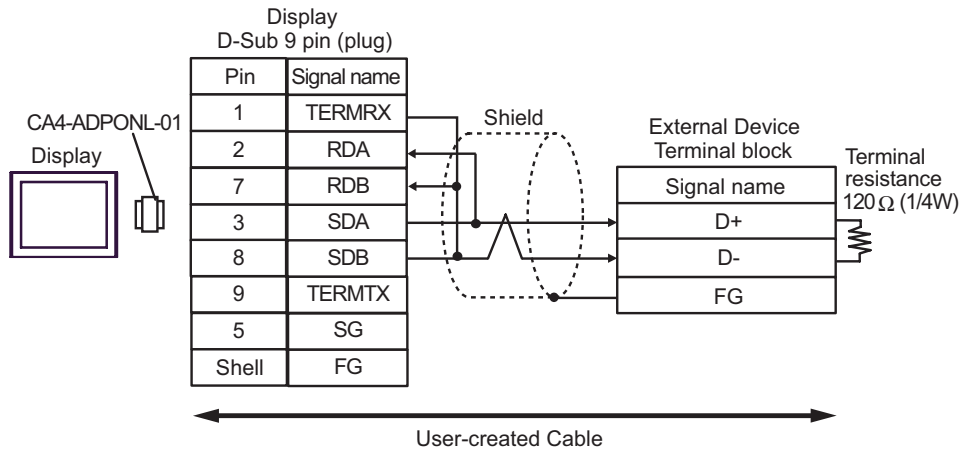 Display
D-Sub 9 pin (plug)
Pin Signal name
1 TERMRX
2 RDA
7 RDB
3 SDA
8 SDB
9 TERMTX
5 SG
Shell FG
CA4-ADPONL-01
Display
Shield
External Device
Terminal block
Signal name
D+
D-
FG
Terminal
resistance
120Ω (1/4W)
User-created Cable